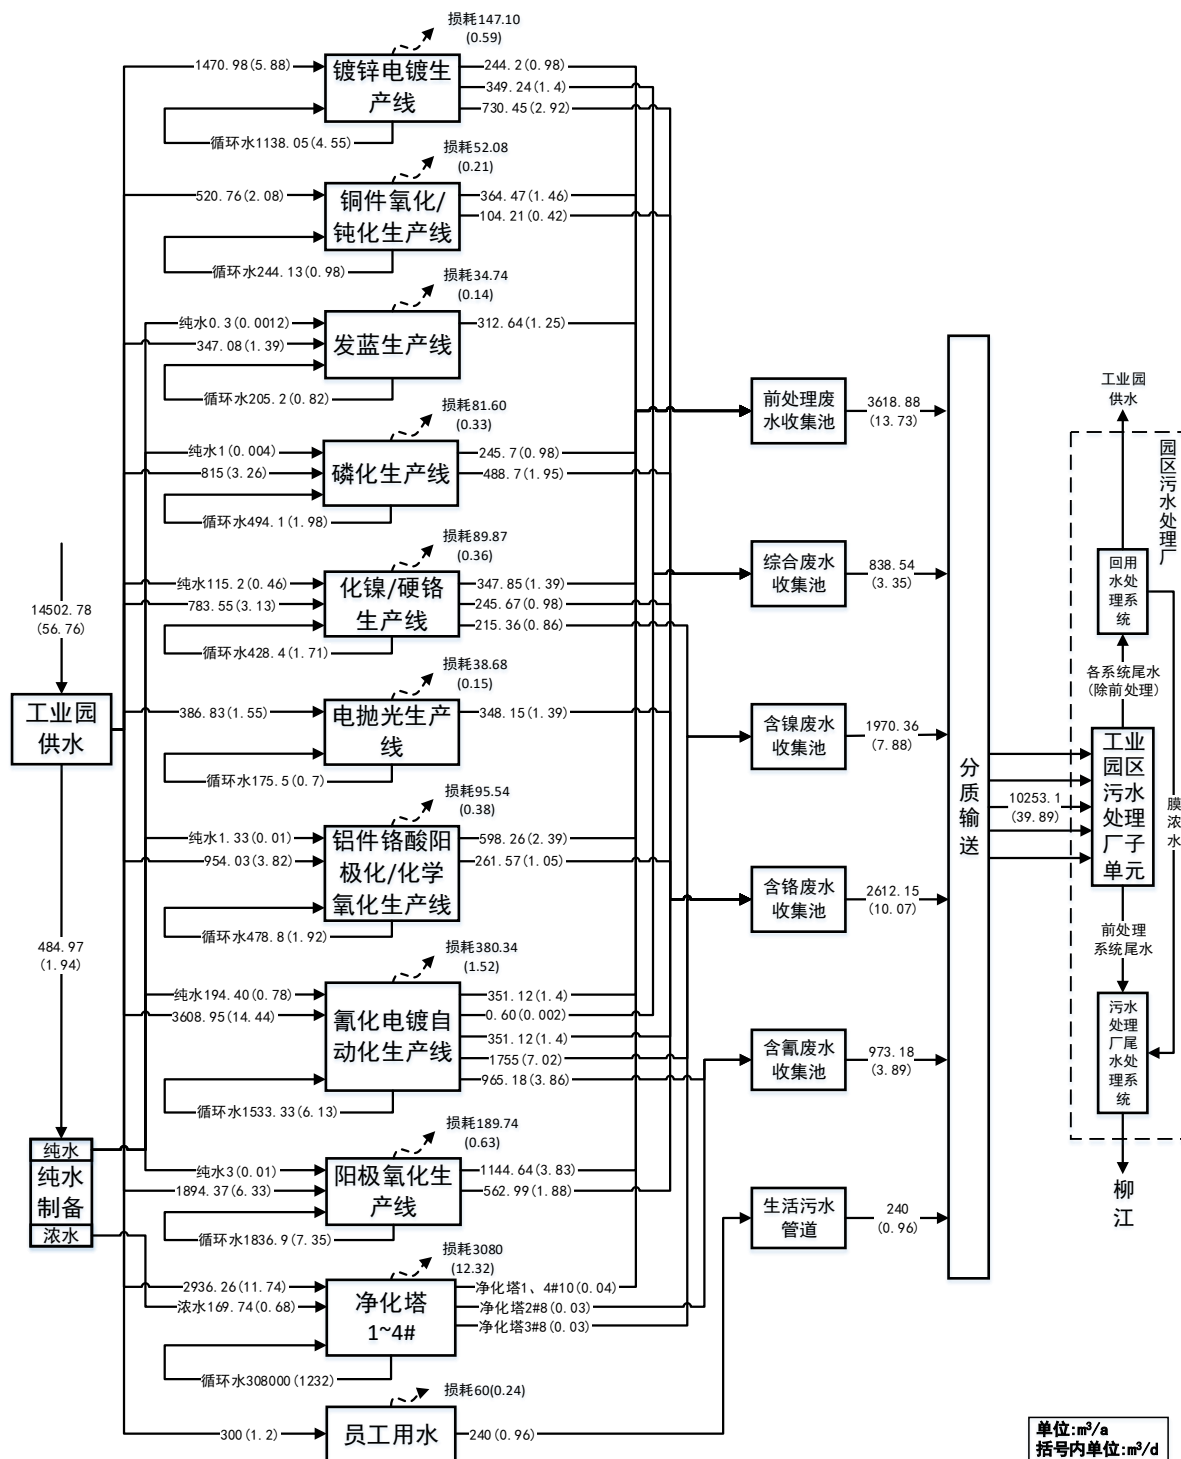 损耗147.10
(0.59)
1470.98(5.88)
镀锌电镀生
产线
244.2(0.98)
349.24(1.4)
730.45(2.92)
循环水1138.05(4.55)
损耗52.08
(0.21)
520.76(2.08)
铜件氧化/
钝化生产线
364.47(1.46)
104.21(0.42)
循环水244.13(0.98)
损耗34.74
(0.14)
纯水0.3(0.0012)
347.08(1.39)
发蓝生产线
312.64(1.25)
循环水205.2(0.82)
损耗81.60
(0.33)
纯水1(0.004)
815(3.26)
磷化生产线
245.7(0.98)
488.7(1.95)
循环水494.1(1.98)
损耗89.87
(0.36)
纯水115.2(0.46)
783.55(3.13)
化镍/硬铬
生产线
347.85(1.39)
245.67(0.98)
215.36(0.86)
循环水428.4(1.71)
损耗38.68
(0.15)
386.83(1.55)
电抛光生产
线
348.15(1.39)
循环水175.5(0.7)
损耗95.54
(0.38)
纯水1.33(0.01)
954.03(3.82)
铝件铬酸阳
极化/化学
氧化生产线
598.26(2.39)
261.57(1.05)
循环水478.8(1.92)
损耗380.34
(1.52)
纯水194.40(0.78)
3608.95(14.44)
氰化电镀自
动化生产线
351.12(1.4)
0.60(0.002)
351.12(1.4)
1755(7.02)
965.18(3.86)
循环水1533.33(6.13)
损耗189.74
(0.63)
纯水3(0.01)
1894.37(6.33)
阳极氧化生
产线
1144.64(3.83)
562.99(1.88)
循环水1836.9(7.35)
损耗3080
(12.32)
2936.26(11.74)
浓水169.74(0.68)
净化塔
1~4#
净化塔1、4#10(0.04)
净化塔2#8(0.03)
净化塔3#8(0.03)
循环水308000(1232)
损耗60(0.24)
300(1.2)
员工用水
240(0.96)
14502.78
(56.76)
工业园
供水
484.97
(1.94)
纯水
纯水
制备
浓水
前处理废
水收集池
3618.88
(13.73)
综合废水
收集池
838.54
(3.35)
含镍废水
收集池
1970.36
(7.88)
含铬废水
收集池
2612.15
(10.07)
含氰废水
收集池
973.18
(3.89)
生活污水
管道
240
(0.96)
分
质
输
送
10253.1
(39.89)
工业园
供水
园
区
污
水
处
理
厂
回用
水处
理系
统
各系统尾水
(除前处理)
工业
园区
污水
处理
厂子
单元
膜
浓
水
前处理
系统尾水
污水
处理
厂尾
水处
理系
统
柳
江
单位:m³/a
括号内单位:m³/d